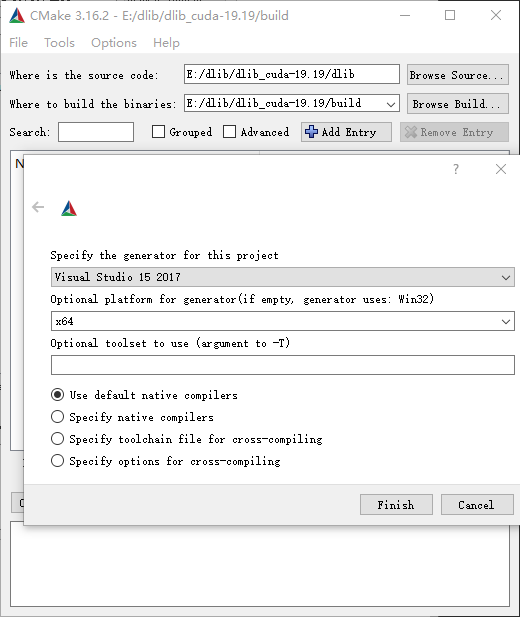 CMake 3.16.2 - E:/dlib/dlib_cuda-19.19/build
File Tools Options Help
Where is the source code: E:/dlib/dlib_cuda-19.19/dlib Browse Source...
Where to build the binaries: E:/dlib/dlib_cuda-19.19/build Browse Build...
Search: Grouped Advanced Add Entry Remove Entry
Specify the generator for this project
Visual Studio 15 2017
Optional platform for generator(if empty, generator uses: Win32)
x64
Optional toolset to use (argument to -T)
Use default native compilers
Specify native compilers
Specify toolchain file for cross-compiling
Specify options for cross-compiling
Finish Cancel